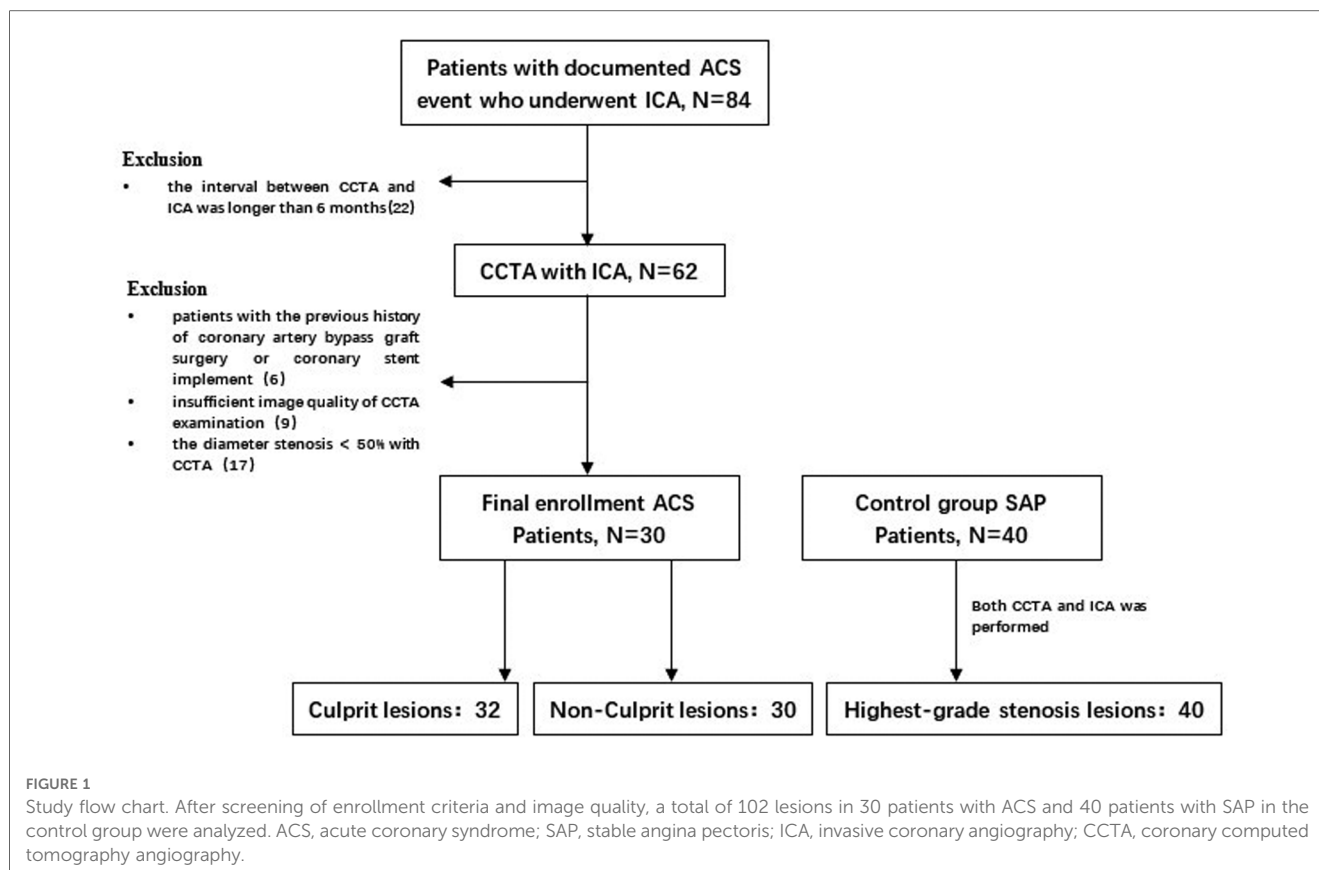 Patients with documented ACS
event who underwent ICA, N=84
Exclusion
• the interval between CCTA and
ICA was longer than 6 months(22)
CCTA with ICA, N=62
Exclusion
• patients with the previous history
of coronary artery bypass graft
surgery or coronary stent
implement (6)
• insufficient image quality of CCTA
examination (9)
• the diameter stenosis < 50% with
CCTA (17)
Final enrollment ACS
Patients, N=30
Control group SAP
Patients, N=40
Both CCTA and ICA was
performed
Culprit lesions: 32
Non-Culprit lesions: 30
Highest-grade stenosis lesions: 40
FIGURE 1
Study flow chart. After screening of enrollment criteria and image quality, a total of 102 lesions in 30 patients with ACS and 40 patients with SAP in the
control group were analyzed. ACS, acute coronary syndrome; SAP, stable angina pectoris; ICA, invasive coronary angiography; CCTA, coronary computed
tomography angiography.